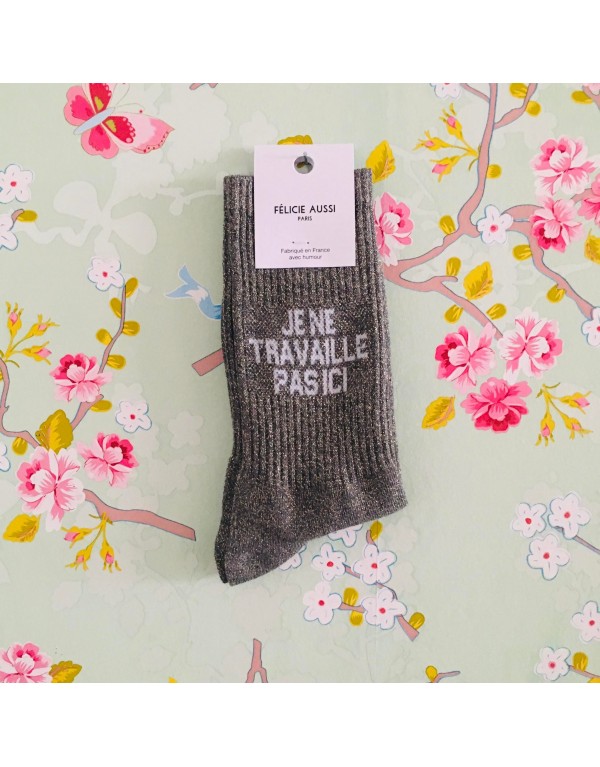 FÉLICIE AUSSI
PARIS
Fabriqué en France
avec humour
JE NE
TRAVAILLE
PAS ICI